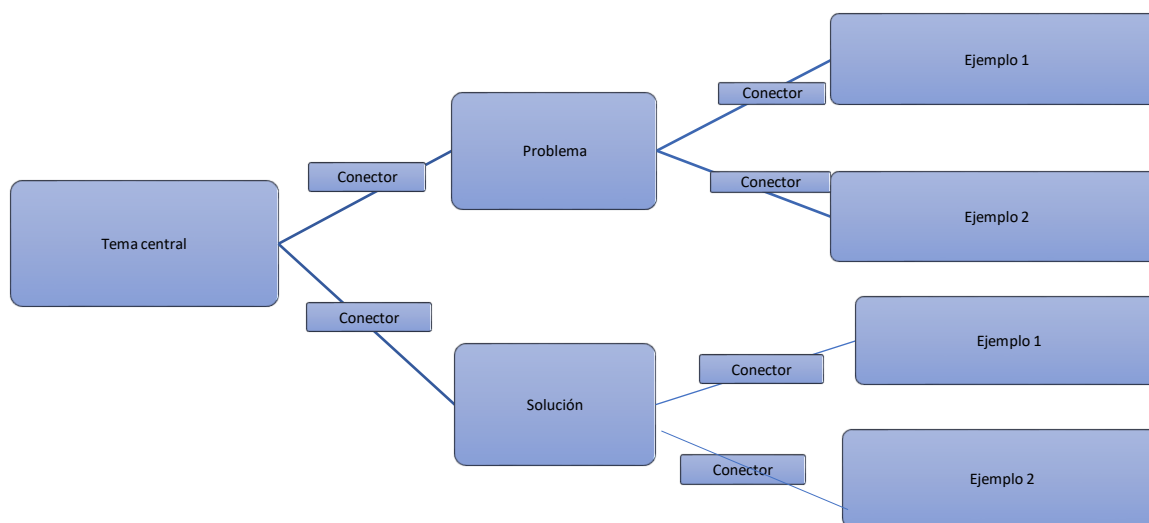 Ejemplo 1
Conector
Problema
Conector
Conector
Ejemplo 2
Tema central
Conector
Ejemplo 1
Conector
Solución
Conector
Ejemplo 2